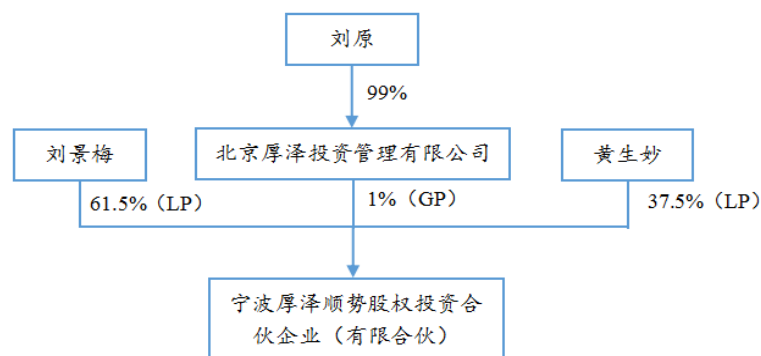 刘原
99%
刘景梅
北京厚泽投资管理有限公司
黄生妙
61.5%（LP）
1%（GP）
37.5%（LP）
宁波厚泽顺势股权投资合
伙企业（有限合伙）